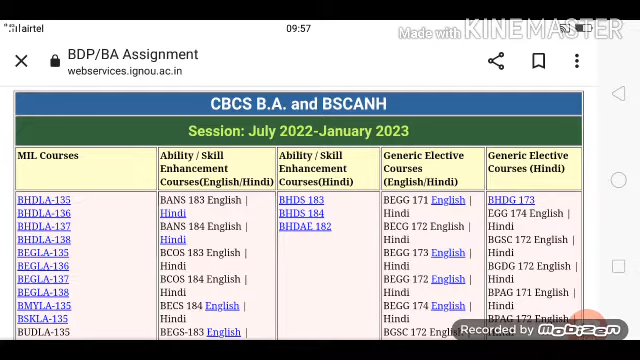 airtel
09:57
Made with KINEMASTER
BDP/BA Assignment
webservices.ignou.ac.in
CBCS B.A. and BSCANH
Session: July 2022-January 2023
MIL Courses
Ability / Skill
Enhancement
Courses(English/Hindi)
Ability / Skill
Enhancement
Courses(Hindi)
Generic Elective
Courses
(English/Hindi)
Generic Elective
Courses (Hindi)
BHDLA-135
BHDLA-136
BHDLA-137
BHDLA-138
BEGLA-135
BEGLA-136
BEGLA-137
BEGLA-138
BMYLA-135
BSKLA-135
BUDLA-135
BANS 183 English |
Hindi
BANS 184 English |
Hindi
BCOS 183 English |
Hindi
BCOS 184 English |
Hindi
BECS 184 English |
Hindi
BEGS-183 English |
BHDS 183
BHDS 184
BHDAE 182
BEGG 171 English |
Hindi
BECG 172 English |
Hindi
BEGG 173 English |
Hindi
BEGG 172 English |
Hindi
BEGG 174 English |
Hindi
BGSC 172 English |
BHDG 173
EGG 174 English |
Hindi
BGSC 172 English |
Hindi
BGDG 172 English |
Hindi
BPAG 171 English |
Hindi
BPAG 172 English |
Hindi
Recorded by Mobizen